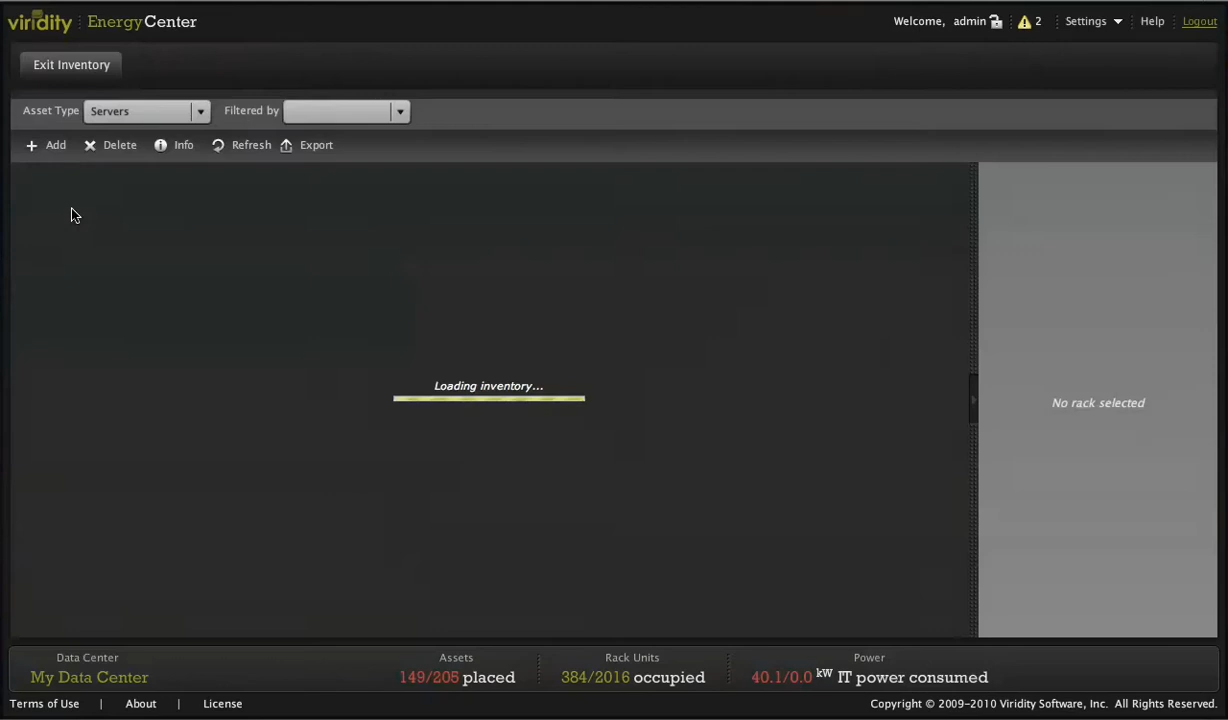 viridity EnergyCenter Welcome, admin 2 Settings Help Logout
Exit Inventory
Asset Type Servers Filtered by
Add Delete Info Refresh Export
Loading inventory...
No rack selected
Data Center Assets Rack Units Power
My Data Center 149/205 placed 384/2016 occupied 40.1/0.0 kW IT power consumed
Terms of Use | About | License Copyright © 2009-2010 Viridity Software, Inc. All Rights Reserved.